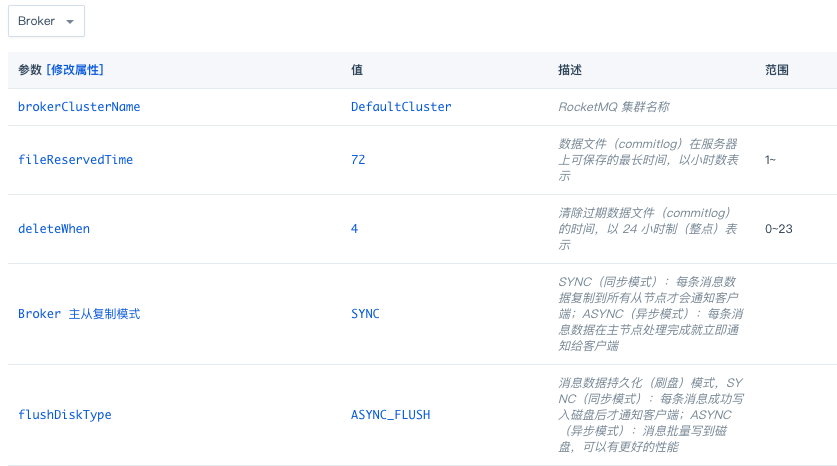 Broker
参数 [修改属性] 值 描述 范围
brokerClusterName DefaultCluster RocketMQ 集群名称
数据文件（commitlog）在服务器
fileReservedTime 72 上可保存的最长时间，以小时数表 1~
示
清除过期数据文件（commitlog）
deleteWhen 4 的时间，以 24 小时制（整点）表 0~23
示
SYNC（同步模式）：每条消息数
据复制到所有从节点才会通知客户
Broker 主从复制模式 SYNC 端；ASYNC（异步模式）：每条消
息数据在主节点处理完成就立即通
知给客户端
消息数据持久化（刷盘）模式，SY
NC（同步模式）：每条消息成功写
flushDiskType ASYNC_FLUSH 入磁盘后才通知客户端；ASYNC
（异步模式）：消息批量写到磁
盘，可以有更好的性能